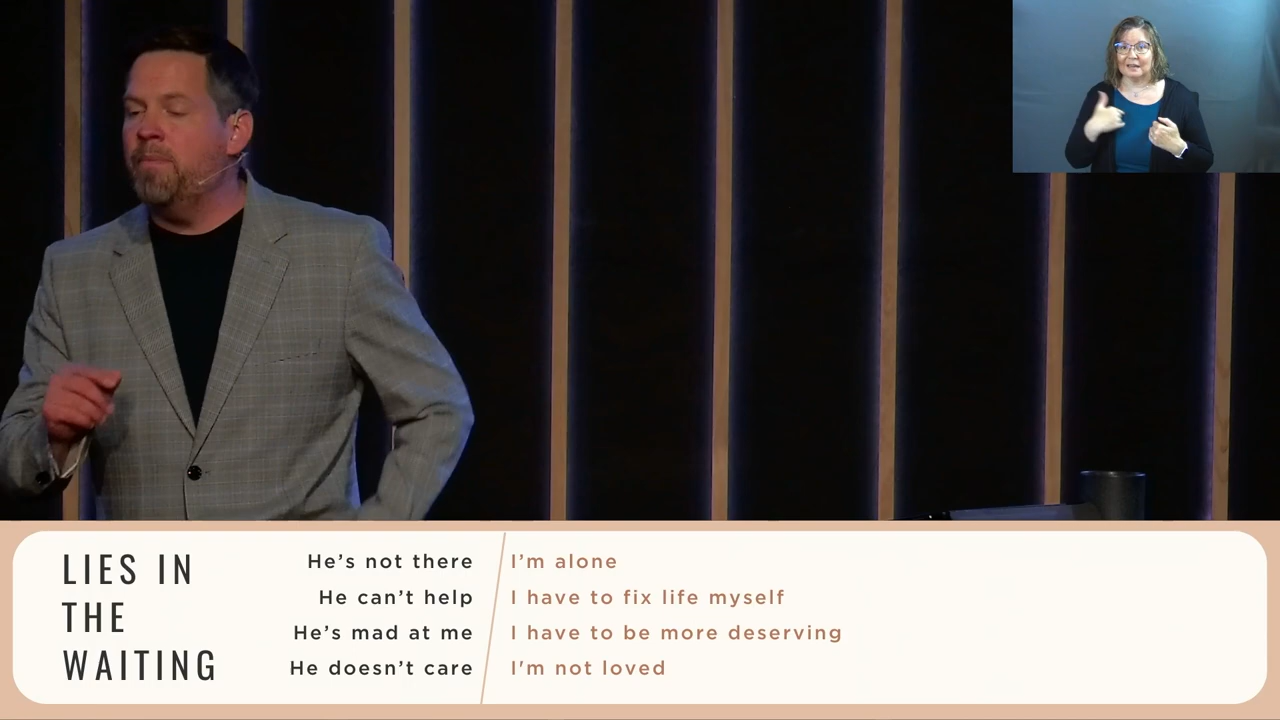 LIES IN
THE
WAITING
He’s not there
I’m alone
He can’t help
I have to fix life myself
He’s mad at me
I have to be more deserving
He doesn’t care
I'm not loved